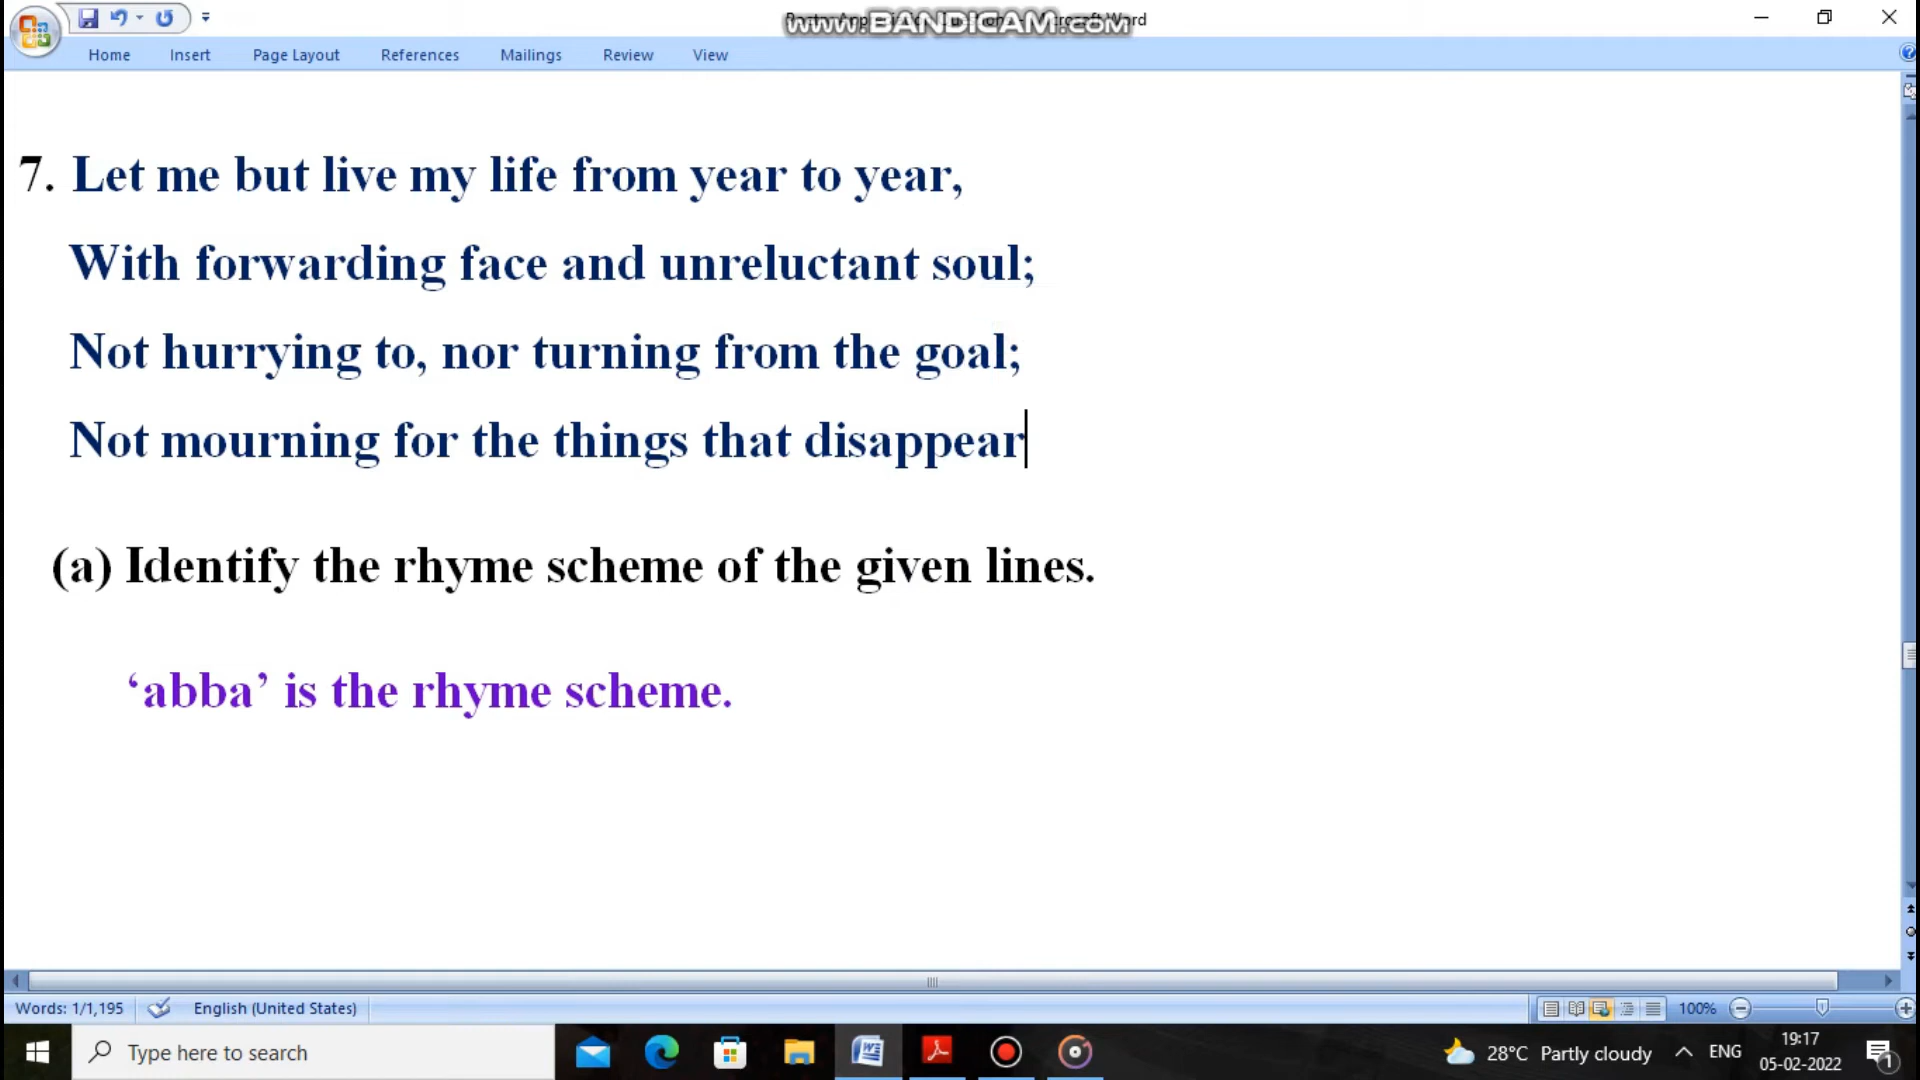 www.BANDICAM.com
Home Insert Page Layout References Mailings Review View
7. Let me but live my life from year to year,
With forwarding face and unreluctant soul;
Not hurrying to, nor turning from the goal;
Not mourning for the things that disappear
(a) Identify the rhyme scheme of the given lines.
‘abba’ is the rhyme scheme.
Words: 1/1,195 English (United States) 100%
Type here to search 28°C Partly cloudy ENG 19:17
05-02-2022 1